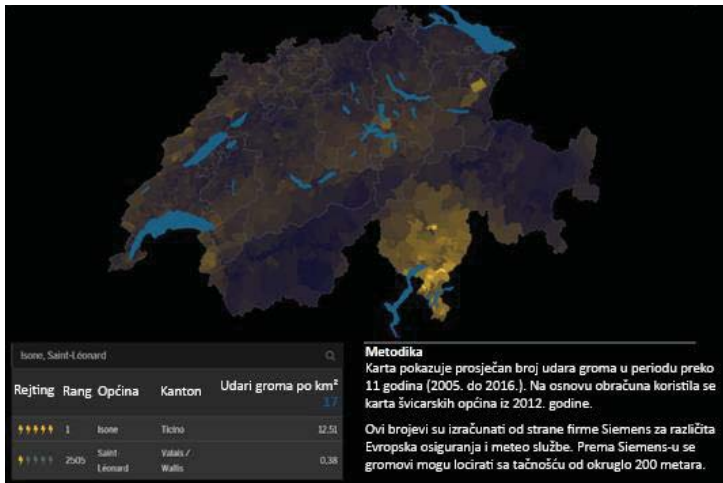 Isone, Saint-Léonard
Rejting Rang Općina Kanton Udari groma po km²
17
1 Isone Ticino 12.51
2505 Saint Léonard Valais / Wallis 0.38
Metodika
Karta pokazuje prosječan broj udara groma u periodu preko
11 godina (2005. do 2016.). Na osnovu obračuna koristila se
karta švicarskih općina iz 2012. godine.
Ovi brojevi su izračunati od strane firme Siemens za različita
Evropska osiguranja i meteo službe. Prema Siemens-u se
gromovi mogu locirati sa tačnošću od okruglo 200 metara.